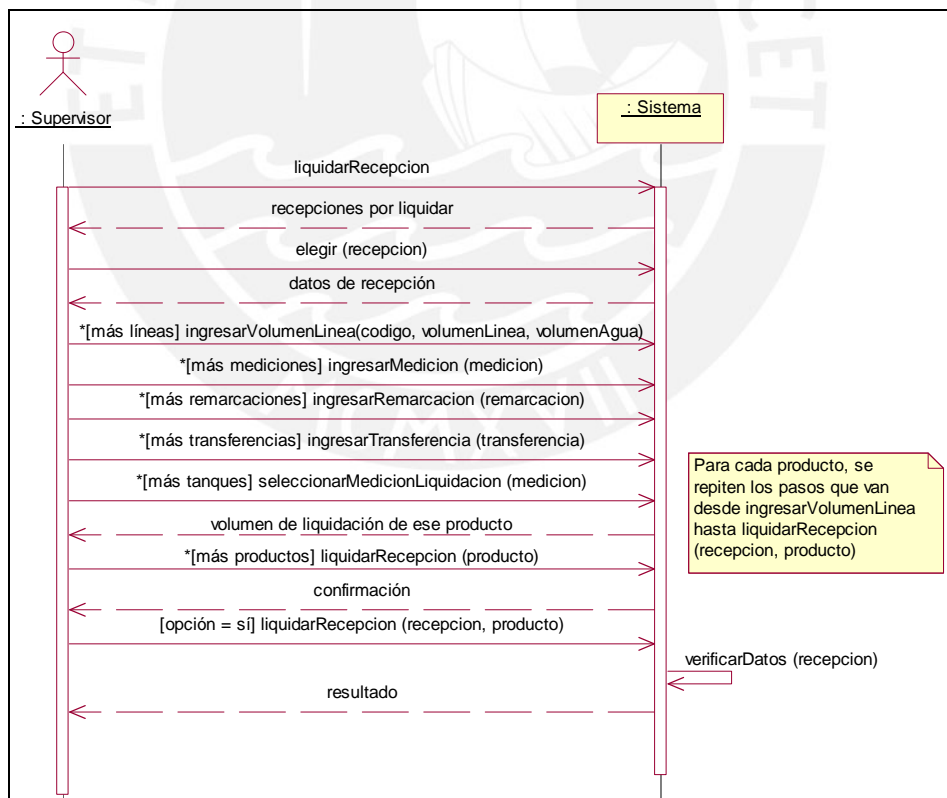 : Supervisor
: Sistema
liquidarRecepcion
recepciones por liquidar
elegir (recepcion)
datos de recepción
*[más líneas] ingresarVolumenLinea(codigo, volumenLinea, volumenAgua)
*[más mediciones] ingresarMedicion (medicion)
*[más remarcaciones] ingresarRemarcacion (remarcacion)
*[más transferencias] ingresarTransferencia (transferencia)
*[más tanques] seleccionarMedicionLiquidacion (medicion)
volumen de liquidación de ese producto
*[más productos] liquidarRecepcion (producto)
confirmación
[opción = sí] liquidarRecepcion (recepcion, producto)
verificarDatos (recepcion)
resultado
Para cada producto, se
repiten los pasos que van
desde ingresarVolumenLinea
hasta liquidarRecepcion
(recepcion, producto)
MCMXVII
ET
CET